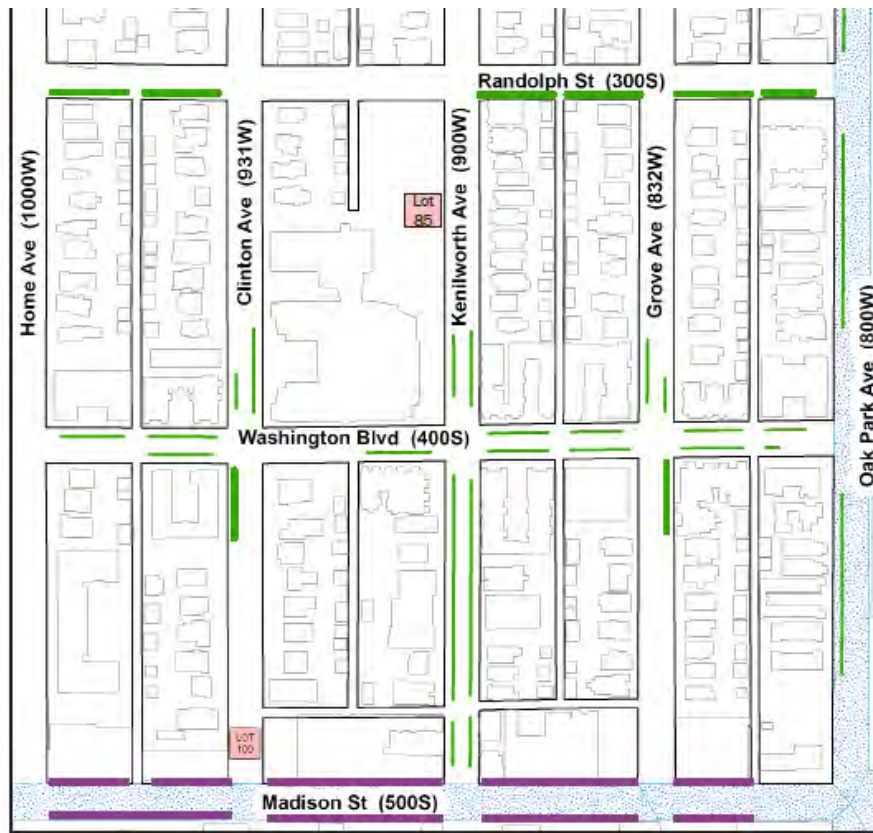 Randolph St (300S)
Home Ave (1000W)
Clinton Ave (931W)
Kenilworth Ave (900W)
Grove Ave (832W)
Oak Park Ave (800W)
Lot
85
Washington Blvd (400S)
LOT
100
Madison St (500S)